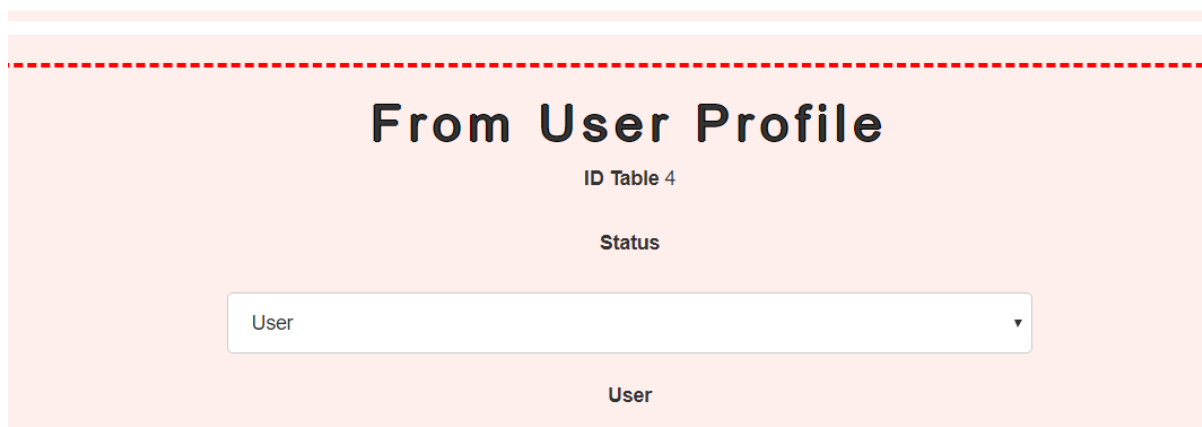 From User Profile
ID Table 4
Status
User
User